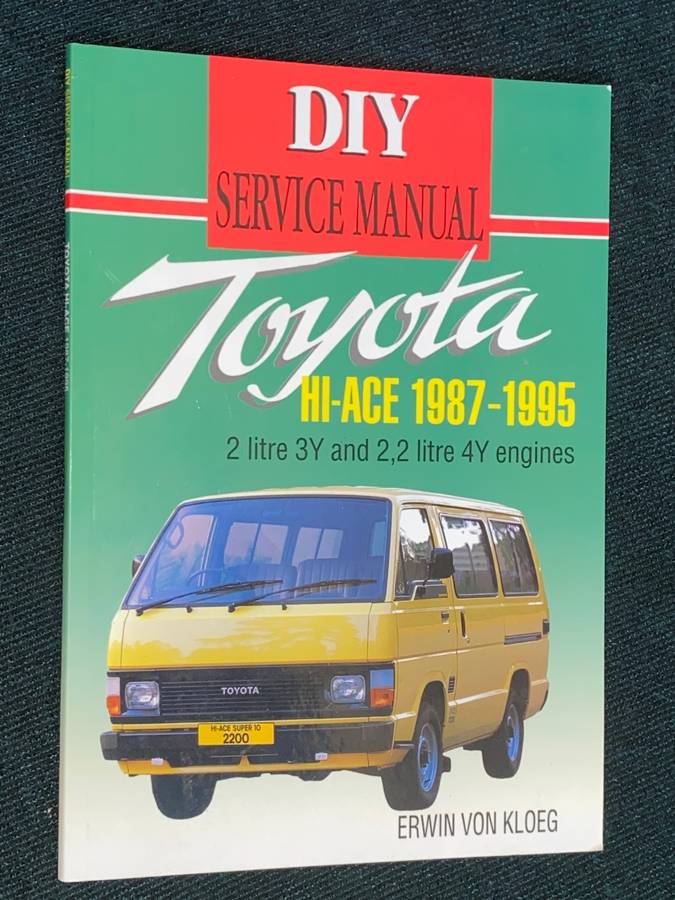 DIY
SERVICE MANUAL
Toyota
HI-ACE 1987-1995
2 litre 3Y and 2,2 litre 4Y engines
TOYOTA
HI-ACE SUPER 10
2200
ERWIN VON KLOEG